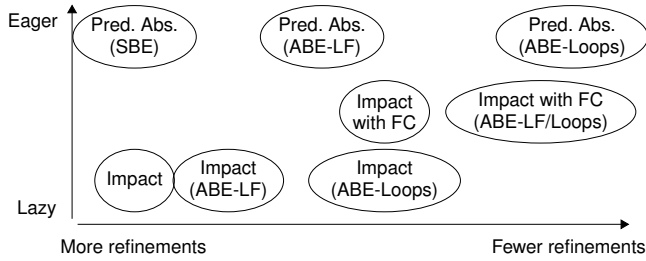 Eager
Pred. Abs.
(SBE)
Pred. Abs.
(ABE-LF)
Pred. Abs.
(ABE-Loops)
Impact
with FC
Impact with FC
(ABE-LF/Loops)
Impact
Impact
(ABE-LF)
Impact
(ABE-Loops)
Lazy
More refinements
Fewer refinements